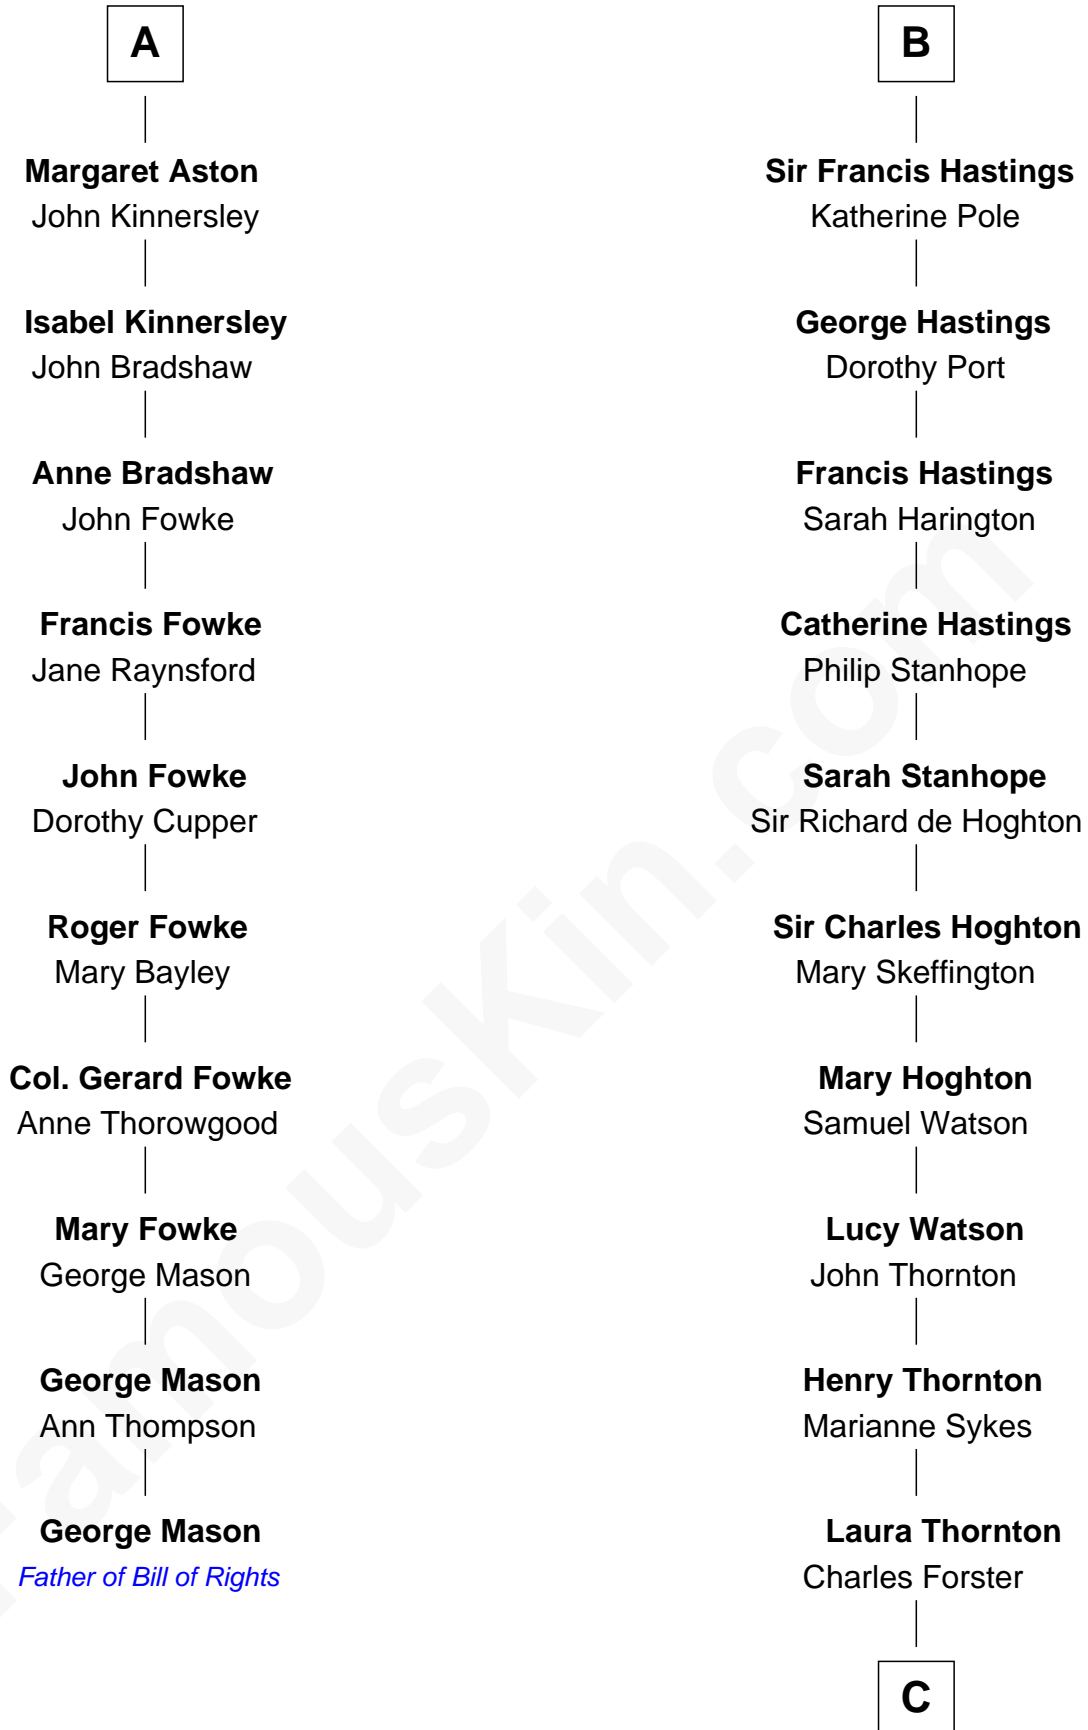 A
Margaret Aston
John Kinnersley
Isabel Kinnersley
John Bradshaw
Anne Bradshaw
John Fowke
Francis Fowke
Jane Raynsford
John Fowke
Dorothy Cupper
Roger Fowke
Mary Bayley
Col. Gerard Fowke
Anne Thorowgood
Mary Fowke
George Mason
George Mason
Ann Thompson
George Mason
Father of Bill of Rights
B
Sir Francis Hastings
Katherine Pole
George Hastings
Dorothy Port
Francis Hastings
Sarah Harington
Catherine Hastings
Philip Stanhope
Sarah Stanhope
Sir Richard de Hoghton
Sir Charles Hoghton
Mary Skeffington
Mary Hoghton
Samuel Watson
Lucy Watson
John Thornton
Henry Thornton
Marianne Sykes
Laura Thornton
Charles Forster
C
FamousKin.com